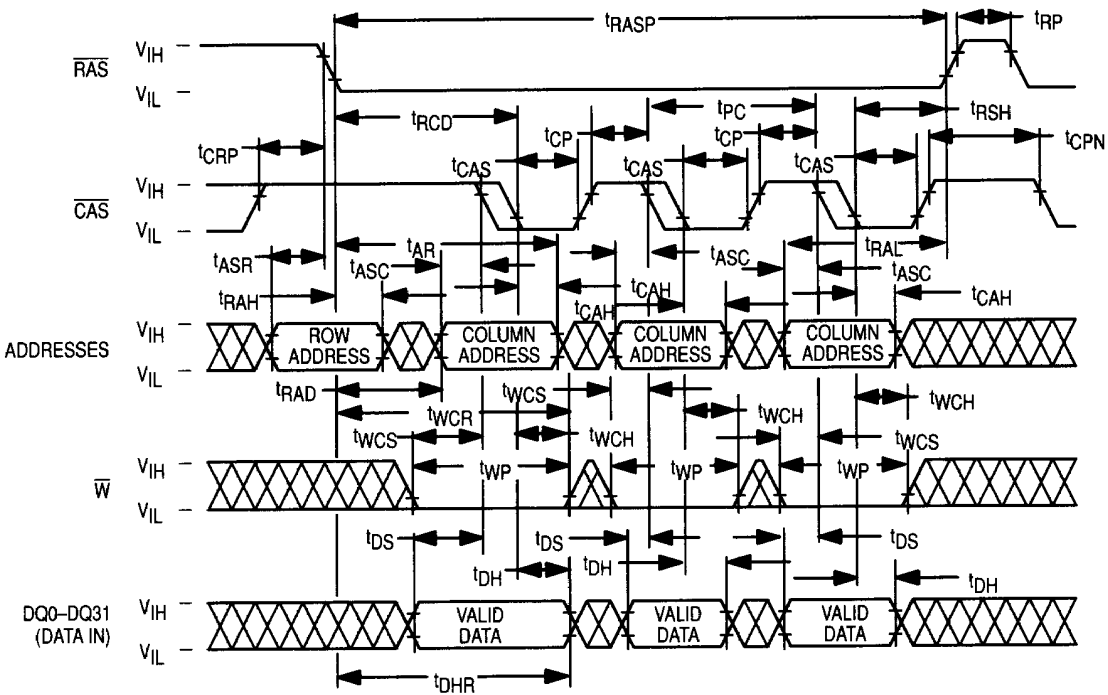 tRASP
tRP
VIH
RAS
VIL
tRCD
tPC
tRSH
tCP
tCP
tCPN
tCRP
tCAS
tCAS
tCAS
VIH
CAS
VIL
tAR
tRAL
tASR
tASC
tASC
tASC
tRAH
tCAH
tCAH
tCAH
VIH
ADDRESSES
VIL
ROW
ADDRESS
COLUMN
ADDRESS
COLUMN
ADDRESS
COLUMN
ADDRESS
tRAD
tWCS
tWCR
tWCH
tWCH
tWCS
tWCH
tWCS
VIH
W
VIL
tWP
tWP
tWP
tDS
tDS
tDS
tDH
tDH
tDH
DQ0–DQ31
(DATA IN)
VIH
VIL
VALID
DATA
VALID
DATA
VALID
DATA
tDHR